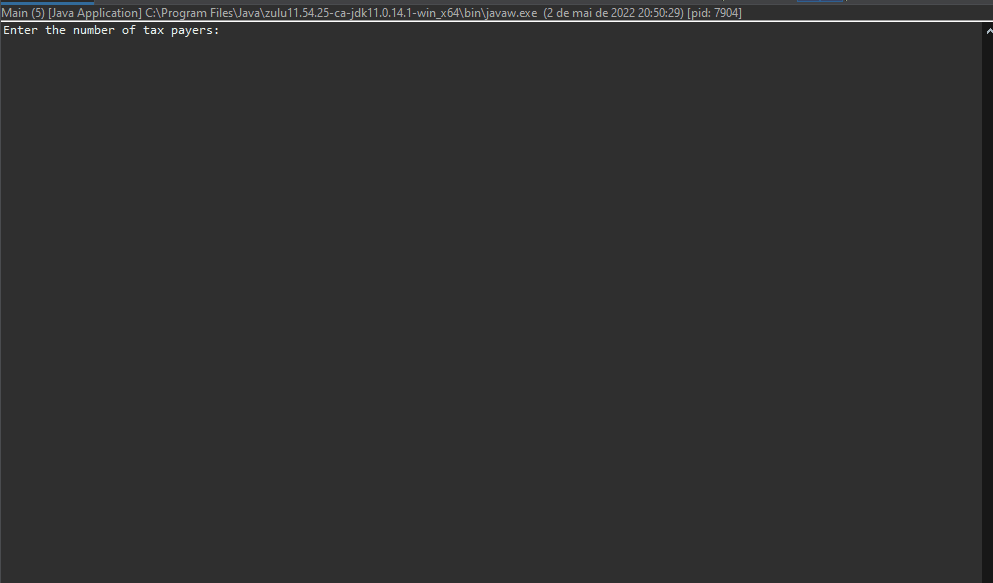 Main (5) [Java Application] C:\Program Files\Java\zulu11.54.25-ca-jdk11.0.14.1-win_x64\bin\javaw.exe (2 de mai de 2022 20:50:29) [pid: 7904]
Enter the number of tax payers: